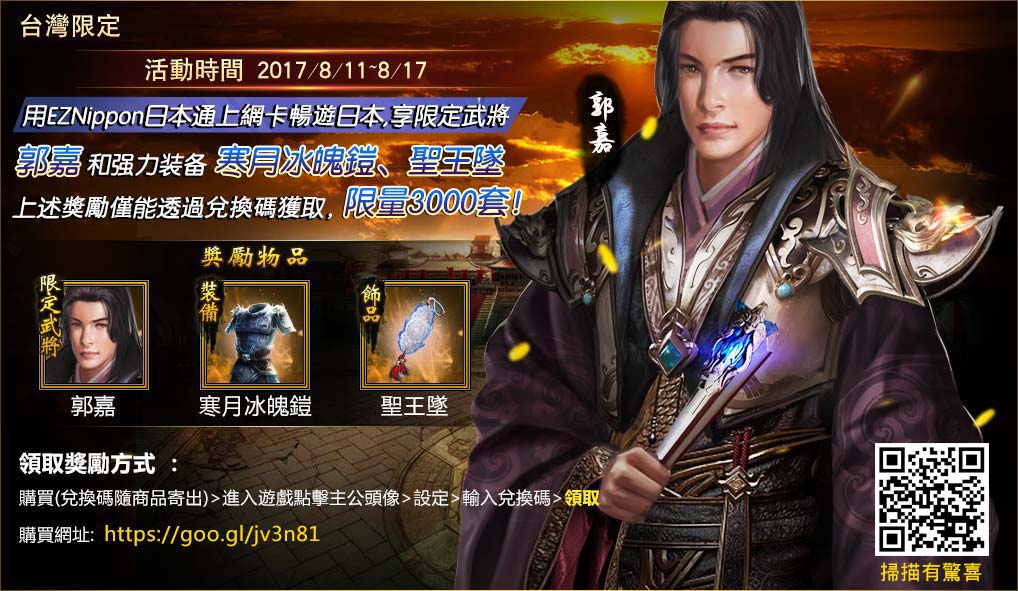 台灣限定
活動時間 2017/8/11~8/17
用EZNippon日本通上網卡暢遊日本,享限定武將
郭嘉 和强力装备 寒月冰魄鎧、聖王墜
上述獎勵僅能透過兌換碼獲取, 限量3000套!
郭嘉
獎勵物品
限定武將
裝備
飾品
郭嘉
寒月冰魄鎧
聖王墜
領取獎勵方式 :
購買(兌換碼隨商品寄出)>進入遊戲點擊主公頭像>設定>輸入兌換碼>領取
購買網址: https://goo.gl/jv3n81
掃描有驚喜